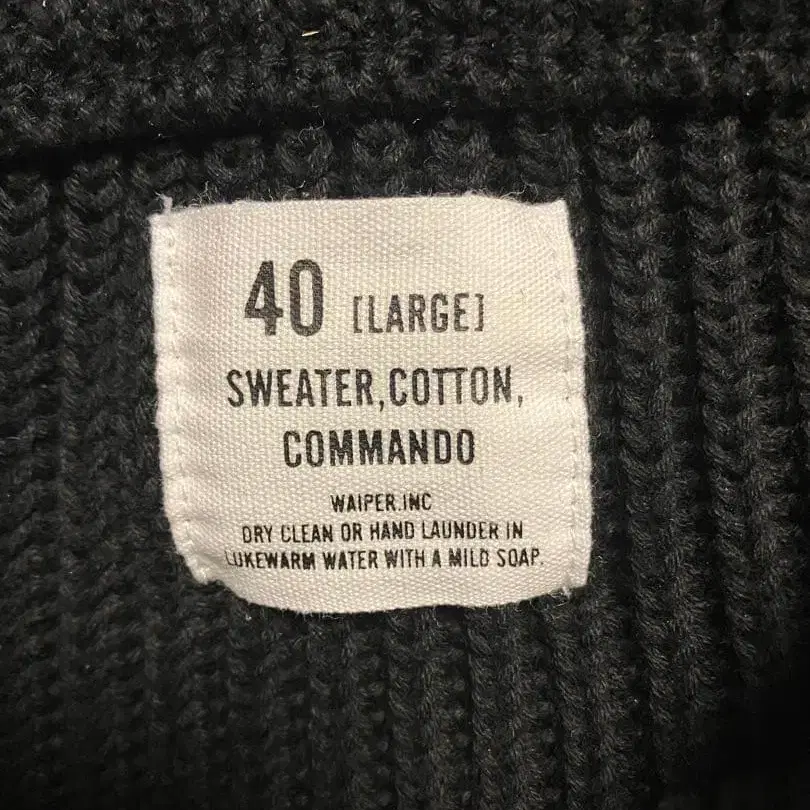 40 [LARGE]
SWEATER,COTTON,
COMMANDO
WAIPER.INC
DRY CLEAN OR HAND LAUNDER IN
LUKEWARM WATER WITH A MILD SOAP.